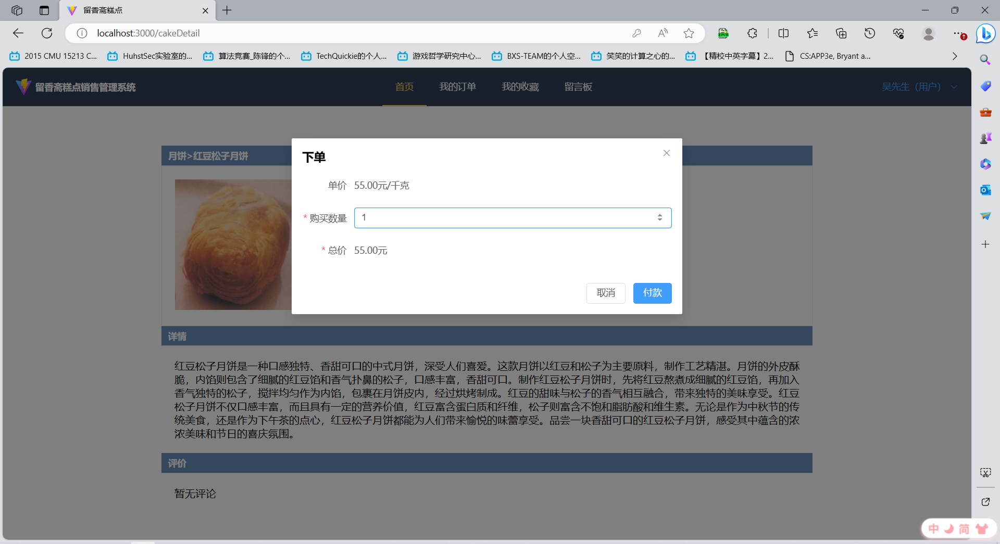 留香斋糕点
localhost:3000/cakeDetail
2015 CMU 15213 C...
HuhstSec实验室的...
算法竞赛_陈锋的个...
TechQuickie的个人...
游戏哲学研究中心...
BXS-TEAM的个人空...
笑笑的计算之心的...
【精校中英字幕】2...
CS:APP3e, Bryant a...
留香斋糕点销售管理系统
首页
我的订单
我的收藏
留言板
吴先生（用户）
月饼>红豆松子月饼
下单
单价 55.00元/千克
* 购买数量 1
* 总价 55.00元
取消
付款
详情
红豆松子月饼是一种口感独特、香甜可口的中式月饼，深受人们喜爱。这款月饼以红豆和松子为主要原料，制作工艺精湛。月饼的外皮酥
脆，内馅则包含了细腻的红豆馅和香气扑鼻的松子，口感丰富，香甜可口。制作红豆松子月饼时，先将红豆熬煮成细腻的红豆馅，再加入
香气独特的松子，搅拌均匀作为内馅，包裹在月饼皮内，经过烘烤制成。红豆的甜味与松子的香气相互融合，带来独特的美味享受。红豆
松子月饼不仅口感丰富，而且具有一定的营养价值，红豆富含蛋白质和纤维，松子则富含不饱和脂肪酸和维生素。无论是作为中秋节的传
统美食，还是作为下午茶的点心，红豆松子月饼都能为人们带来愉悦的味蕾享受。品尝一块香甜可口的红豆松子月饼，感受其中蕴含的浓
浓美味和节日的喜庆氛围。
评价
暂无评论
中
简